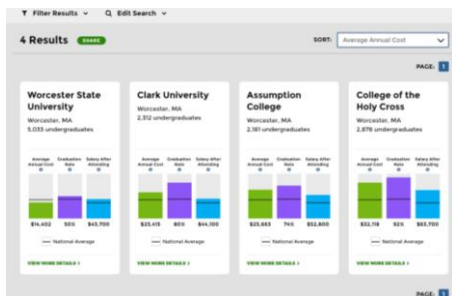 Filter Results
Edit Search
4 Results
SHARE
SORT:
Average Annual Cost
PAGE: 1
Worcester State
University
Worcester, MA
5,033 undergraduates
Average
Annual Cost
Graduation
Rate
Salary After
Attending
$14,402
50%
$43,700
National Average
VIEW MORE DETAILS >
Clark University
Worcester, MA
2,312 undergraduates
Average
Annual Cost
Graduation
Rate
Salary After
Attending
$23,415
80%
$44,100
National Average
VIEW MORE DETAILS >
Assumption
College
Worcester, MA
2,181 undergraduates
Average
Annual Cost
Graduation
Rate
Salary After
Attending
$25,683
74%
$52,800
National Average
VIEW MORE DETAILS >
College of the
Holy Cross
Worcester, MA
2,878 undergraduates
Average
Annual Cost
Graduation
Rate
Salary After
Attending
$32,118
92%
$63,700
National Average
VIEW MORE DETAILS >
PAGE: 1